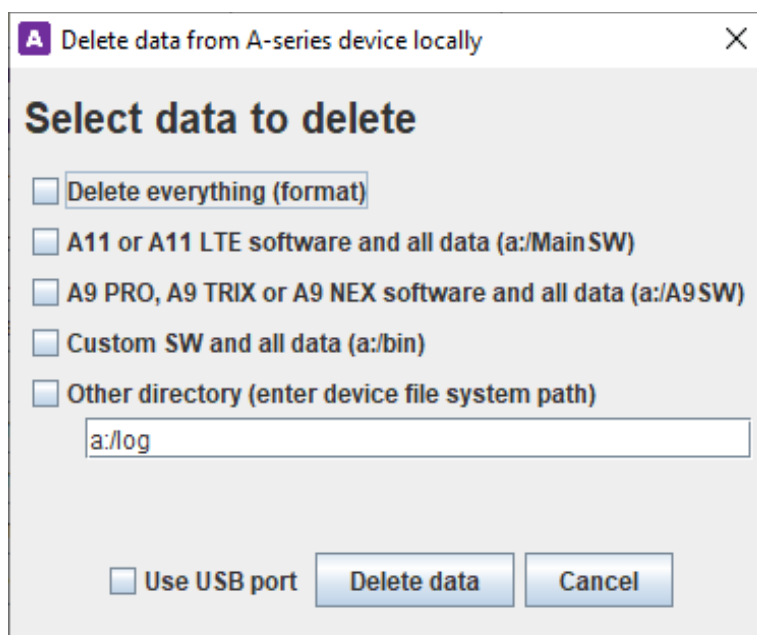 A Delete data from A-series device locally
Select data to delete
Delete everything (format)
A11 or A11 LTE software and all data (a:/MainSW)
A9 PRO, A9 TRIX or A9 NEX software and all data (a:/A9SW)
Custom SW and all data (a:/bin)
Other directory (enter device file system path)
a:/log
Use USB port Delete data Cancel